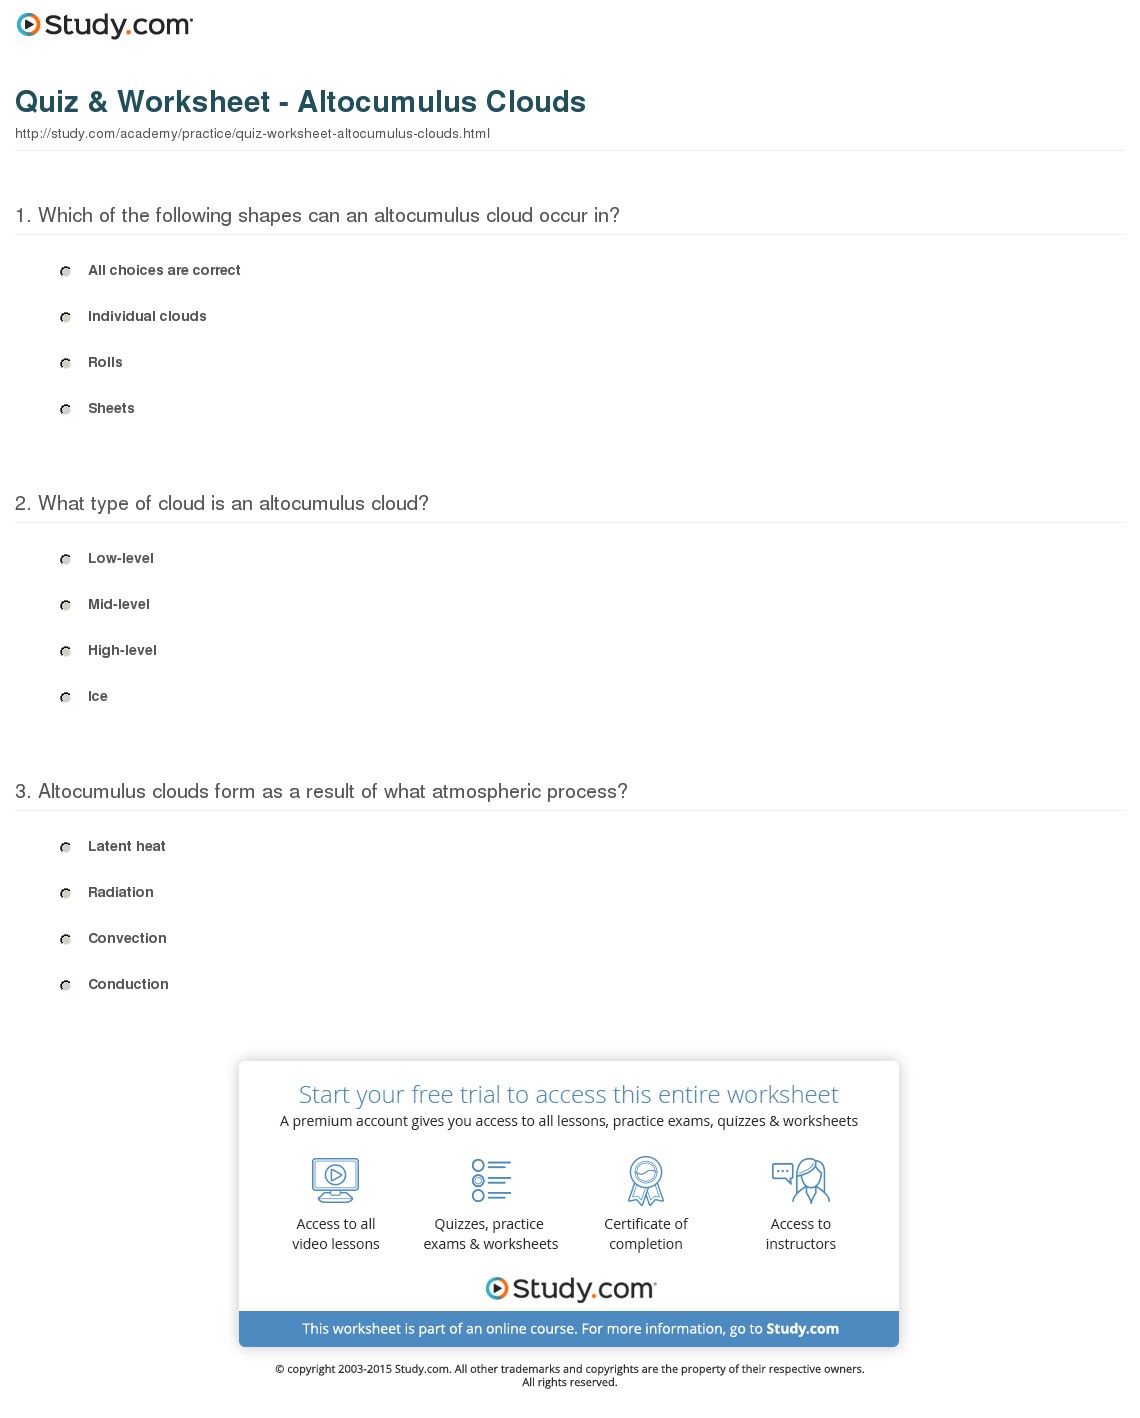 Study.com
Quiz & Worksheet - Altocumulus Clouds
http://study.com/academy/practice/quiz-worksheet-altocumulus-clouds.html
1. Which of the following shapes can an altocumulus cloud occur in?
All choices are correct
Individual clouds
Rolls
Sheets
2. What type of cloud is an altocumulus cloud?
Low-level
Mid-level
High-level
Ice
3. Altocumulus clouds form as a result of what atmospheric process?
Latent heat
Radiation
Convection
Conduction
Start your free trial to access this entire worksheet
A premium account gives you access to all lessons, practice exams, quizzes & worksheets
Access to all
video lessons
Quizzes, practice
exams & worksheets
Certificate of
completion
Access to
instructors
Study.com
This worksheet is part of an online course. For more information, go to Study.com
© copyright 2003-2015 Study.com. All other trademarks and copyrights are the property of their respective owners.
All rights reserved.